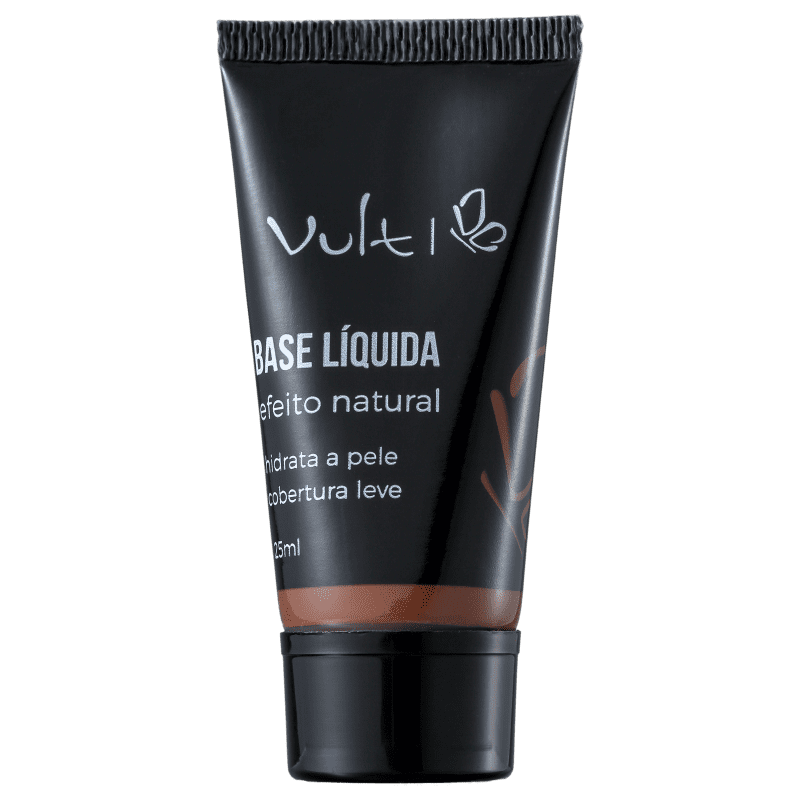 Vult
BASE LÍQUIDA
efeito natural
hidrata a pele
cobertura leve
25ml